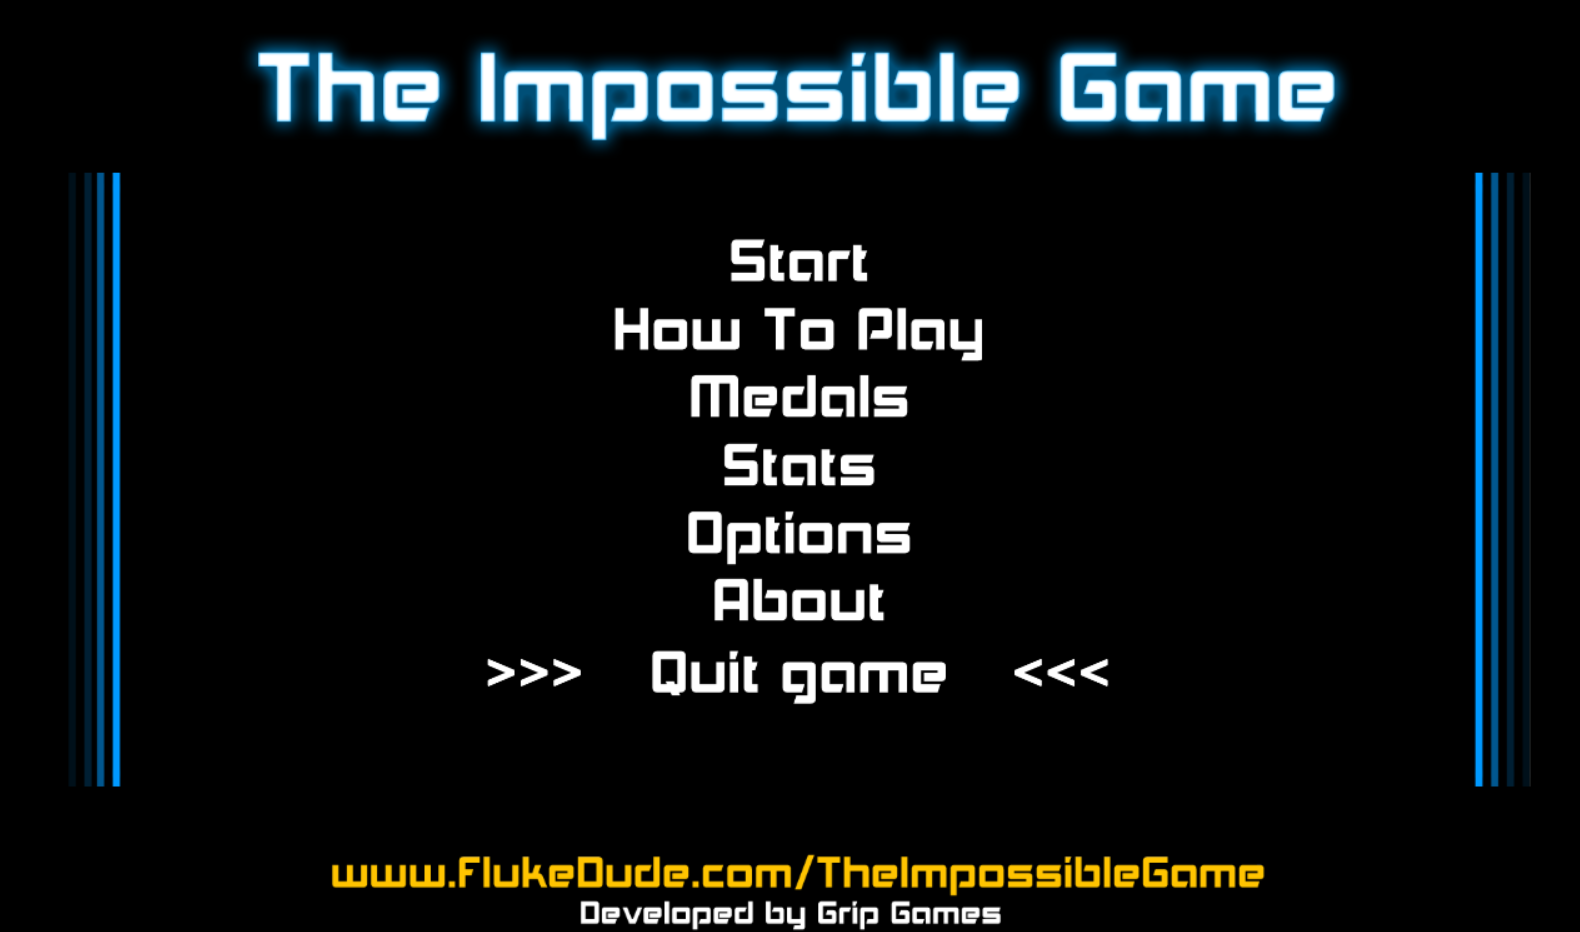 The Impossible Game
Start
How To Play
Medals
Stats
Options
About
>>> Quit game <<<
www.FlukeDude.com/TheImpossibleGame
Developed by Grip Games